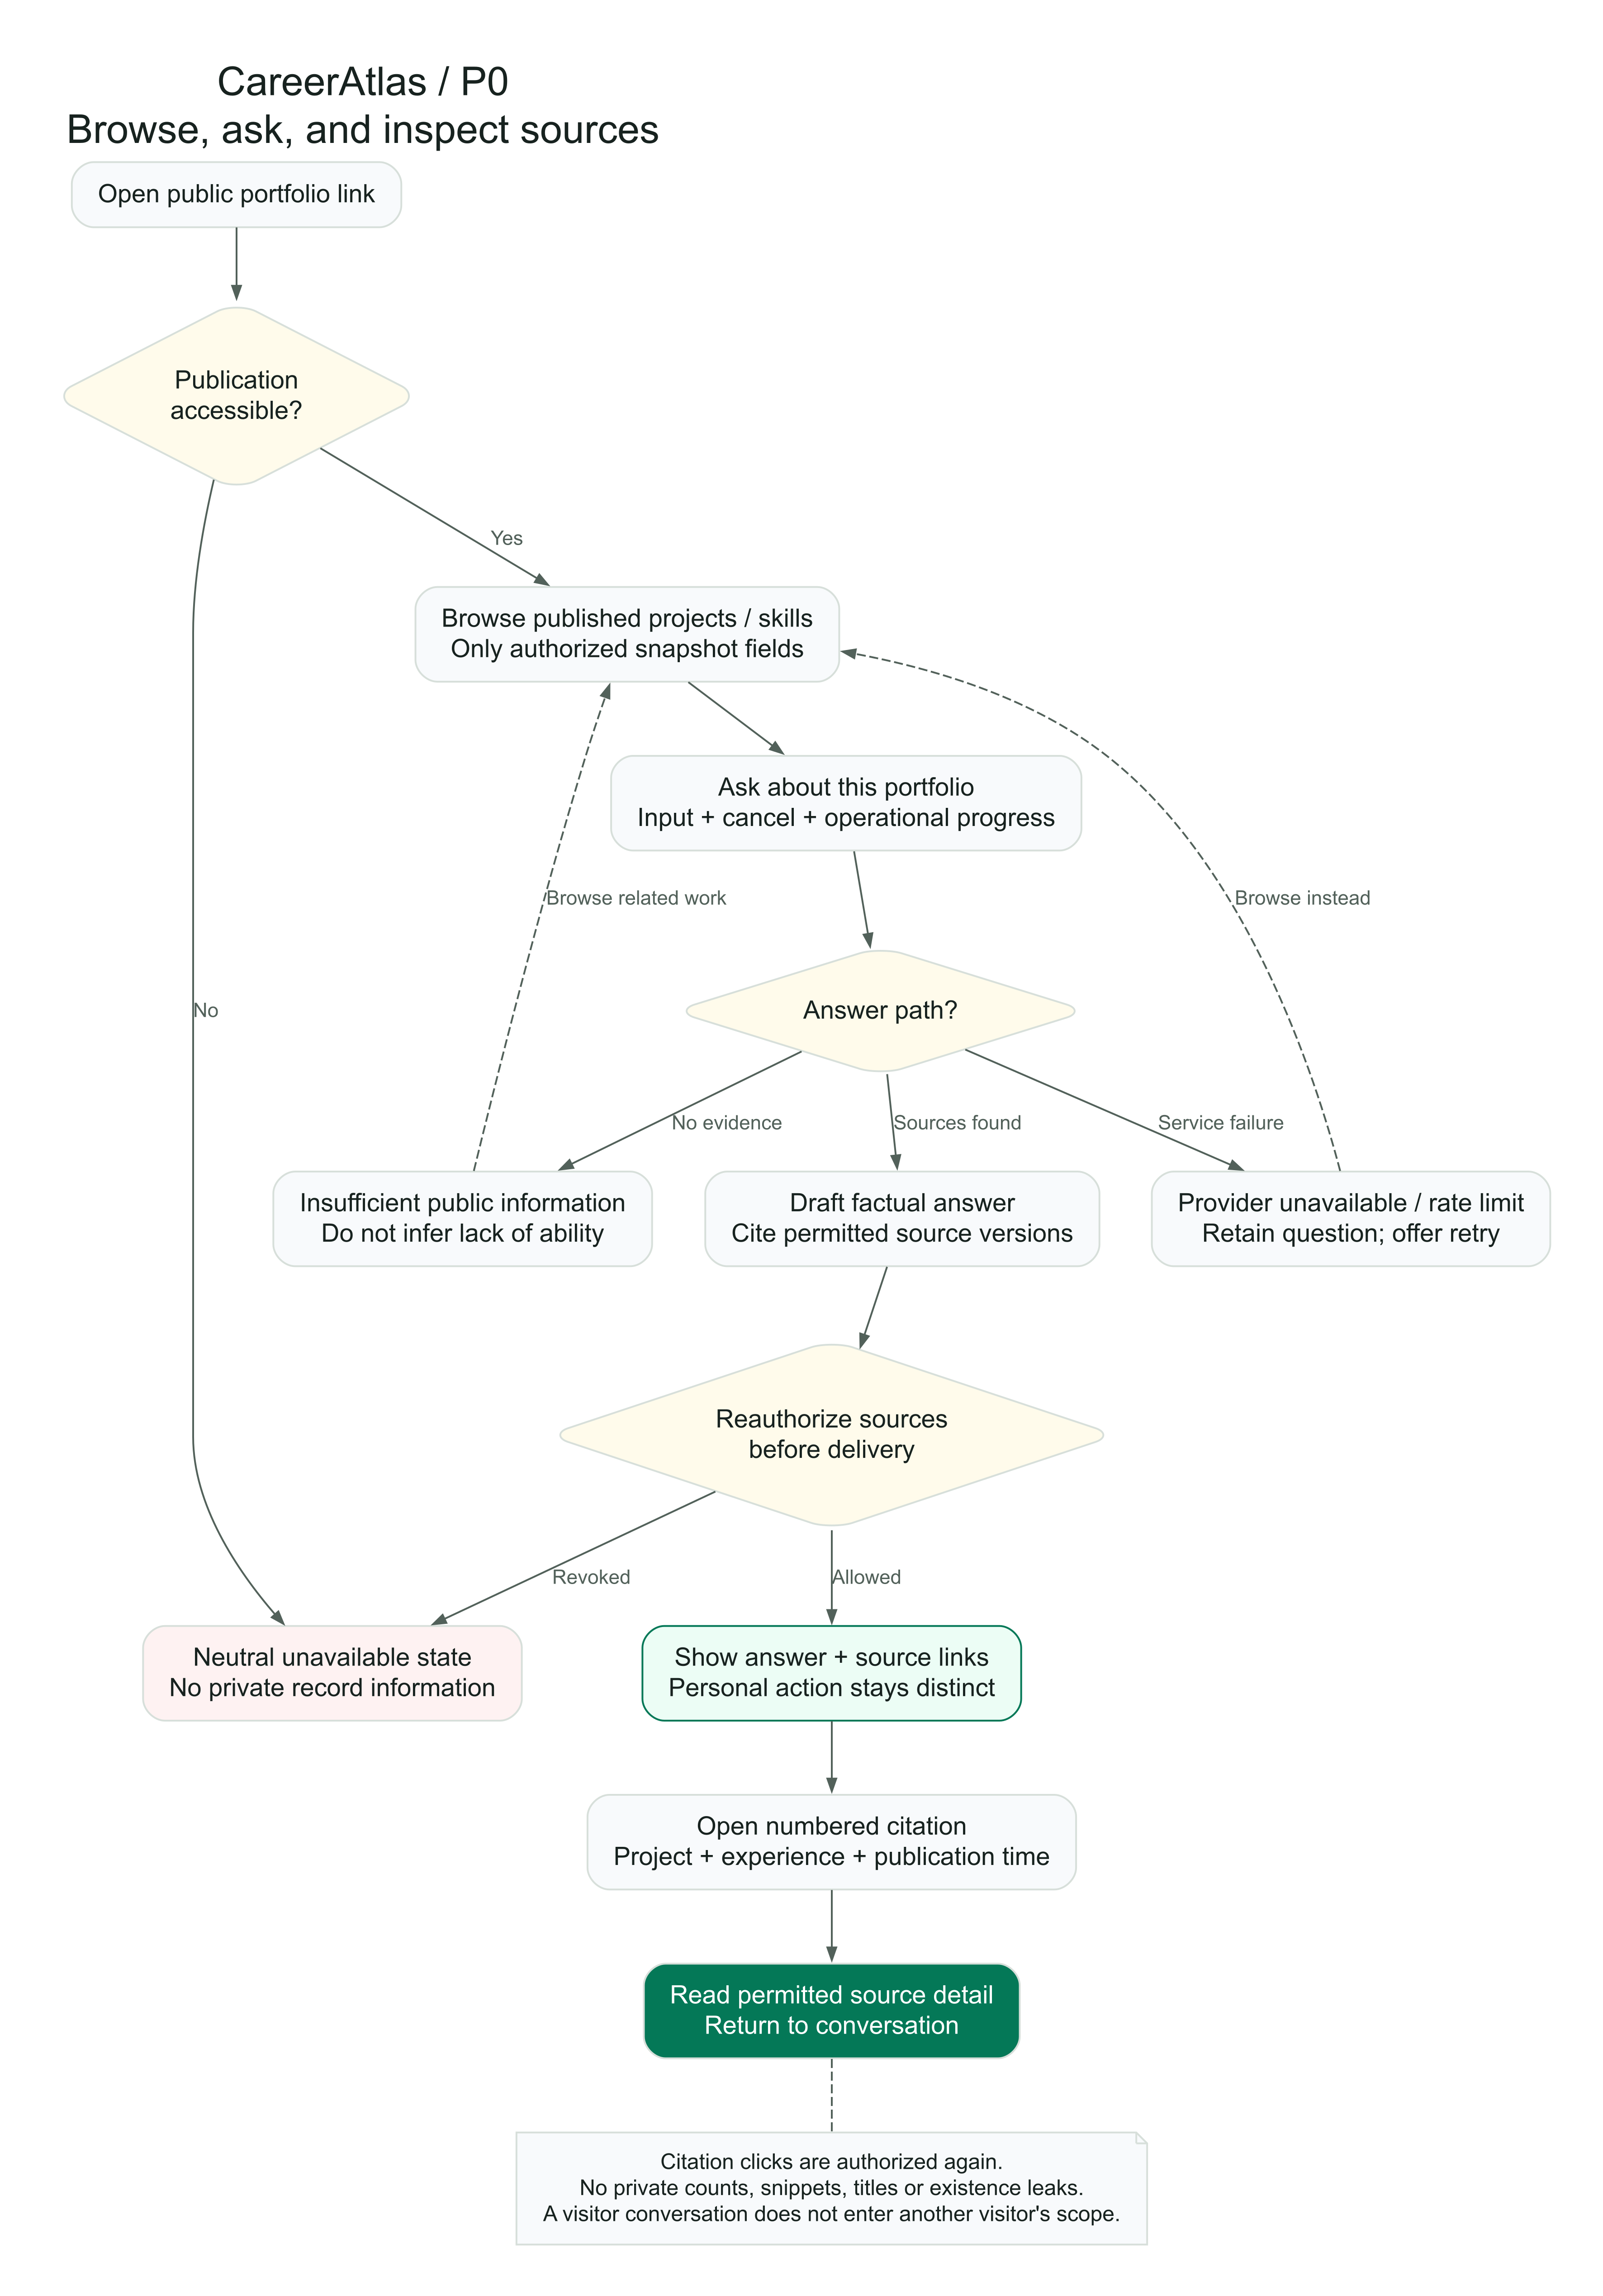 CareerAtlas / P0
Browse, ask, and inspect sources
Open public portfolio link
Publication
accessible?
Yes
Browse published projects / skills
Only authorized snapshot fields
Ask about this portfolio
Input + cancel + operational progress
Browse related work
Browse instead
No
Answer path?
No evidence
Sources found
Service failure
Insufficient public information
Do not infer lack of ability
Draft factual answer
Cite permitted source versions
Provider unavailable / rate limit
Retain question; offer retry
Reauthorize sources
before delivery
Revoked
Allowed
Neutral unavailable state
No private record information
Show answer + source links
Personal action stays distinct
Open numbered citation
Project + experience + publication time
Read permitted source detail
Return to conversation
Citation clicks are authorized again.
No private counts, snippets, titles or existence leaks.
A visitor conversation does not enter another visitor's scope.